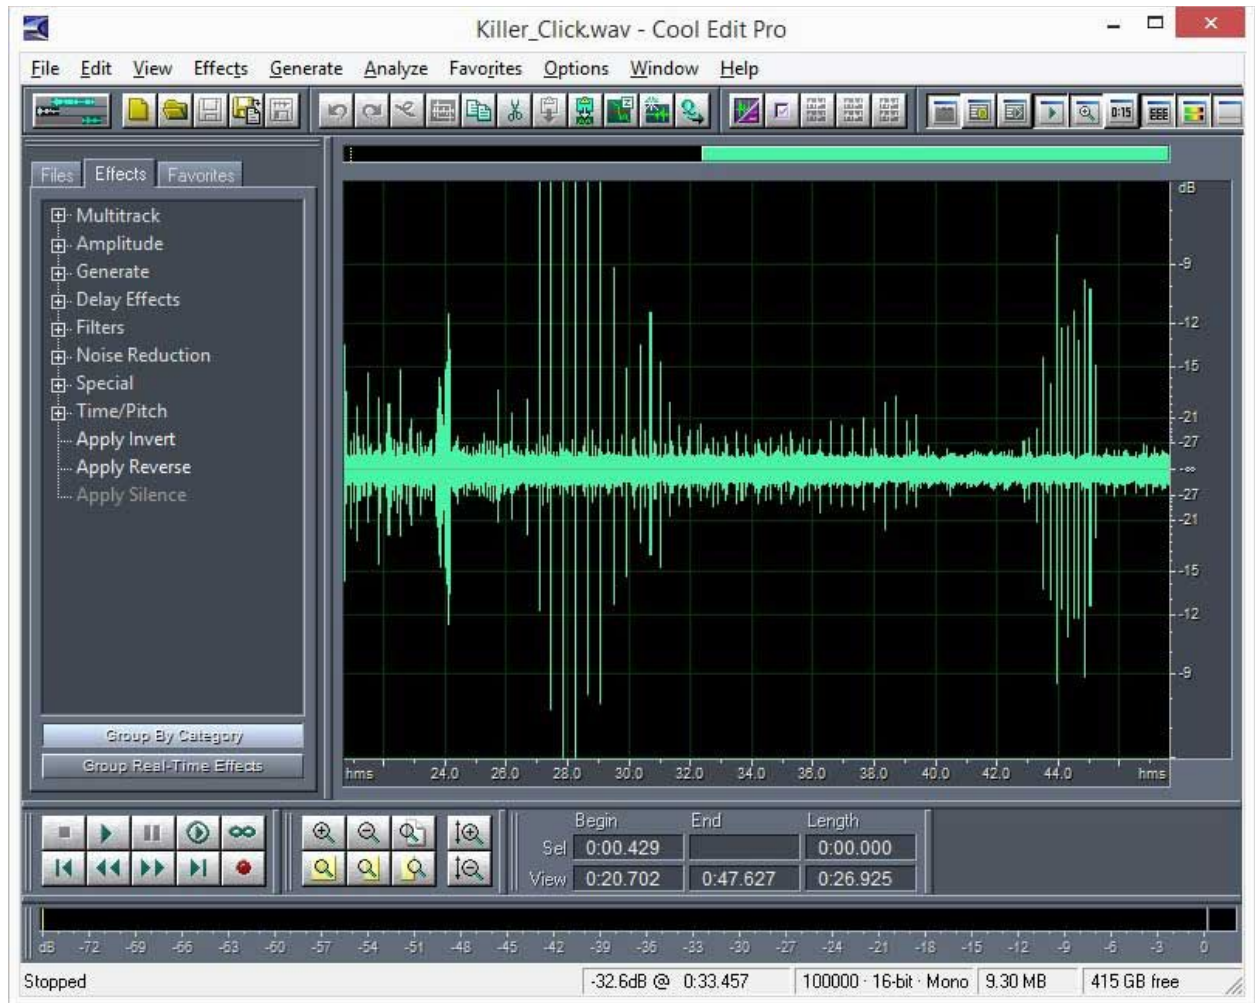 Killer_Click.wav - Cool Edit Pro
File Edit View Effects Generate Analyze Favorites Options Window Help
0:15
Files Effects Favorites
Multitrack
Amplitude
Generate
Delay Effects
Filters
Noise Reduction
Special
Time/Pitch
Apply Invert
Apply Reverse
Apply Silence
Group By Category
Group Real-Time Effects
dB
-9
-12
-15
-21
-27
-∞
-27
-21
-15
-12
-9
hms 24.0 26.0 28.0 30.0 32.0 34.0 36.0 38.0 40.0 42.0 44.0 hms
Begin End Length
Sel 0:00.429 0:00.000
View 0:20.702 0:47.627 0:26.925
dB -72 -69 -66 -63 -60 -57 -54 -51 -48 -45 -42 -39 -36 -33 -30 -27 -24 -21 -18 -15 -12 -9 -6 -3 0
Stopped -32.6dB @ 0:33.457 100000 · 16-bit · Mono 9.30 MB 415 GB free